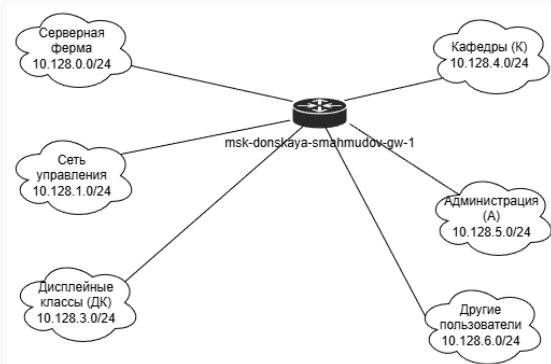 Серверная
ферма
10.128.0.0/24
Кафедры (К)
10.128.4.0/24
msk-donskaya-smahmudov-gw-1
Сеть
управления
10.128.1.0/24
Администрация
(А)
10.128.5.0/24
Дисплейные
классы (ДК)
10.128.3.0/24
Другие
пользователи
10.128.6.0/24